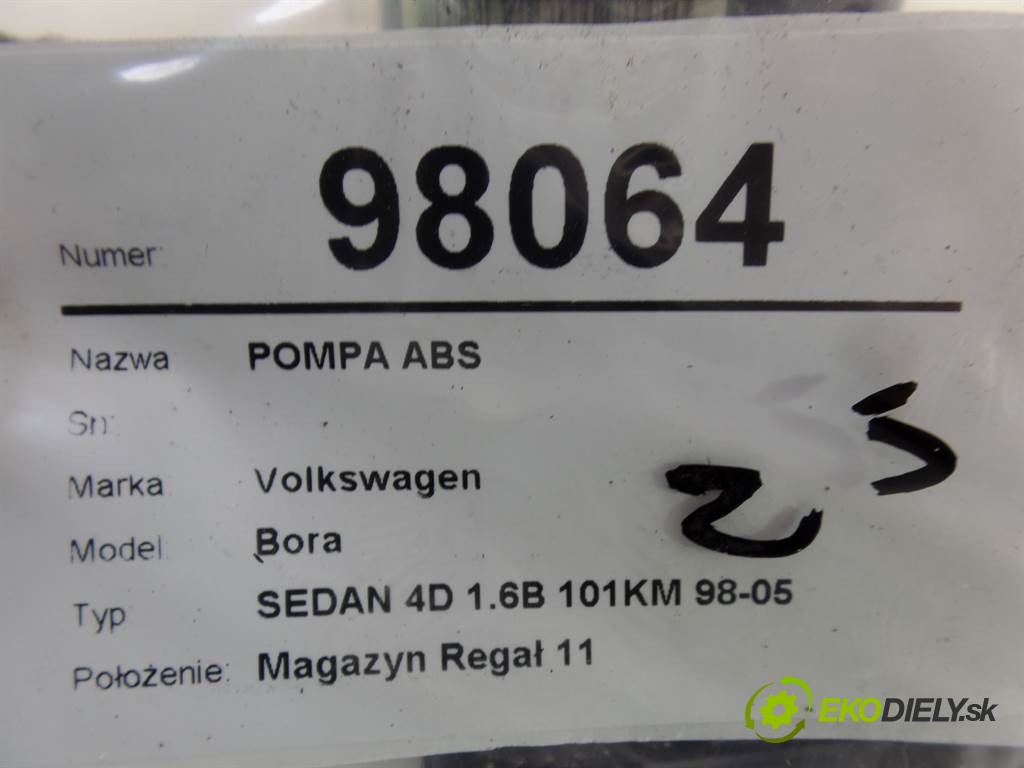 Numer: 98064
Nazwa POMPA ABS
Sn:
Marka Volkswagen
Model Bora
Typ SEDAN 4D 1.6B 101KM 98-05
Położenie: Magazyn Regał 11
EKODIELY.sk